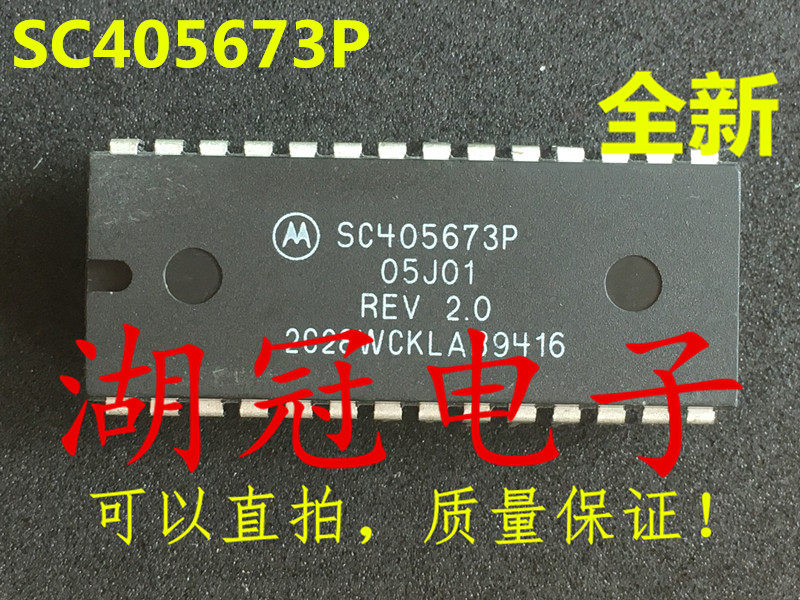 SC405673P
全新
SC405673P
05J01
REV 2.0
2C26WCKLA39416
湖冠电子
可以直拍，质量保证！